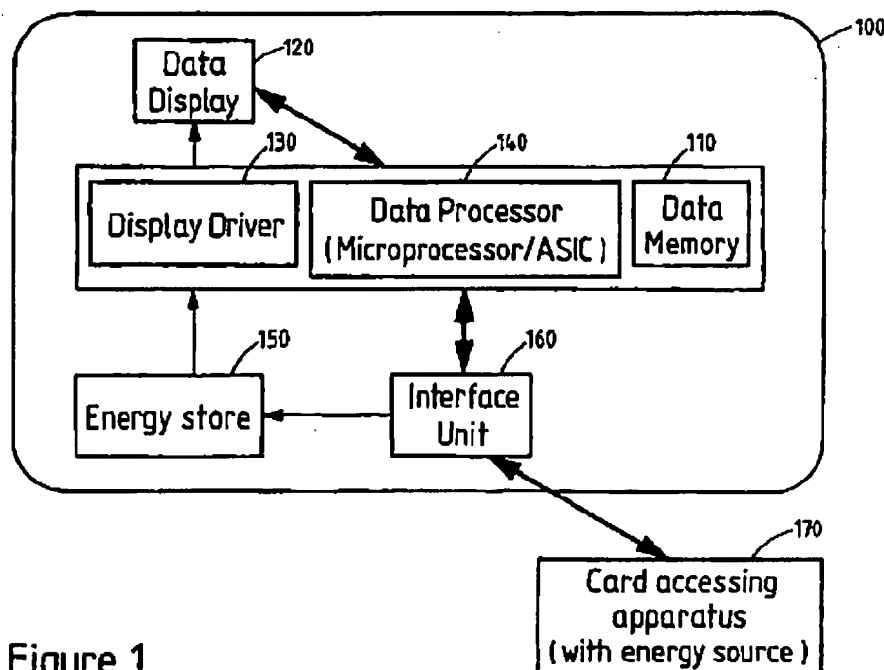 100
120
Data
Display
130
140
110
Display Driver
Data Processor
(Microprocessor/ASIC)
Data
Memory
150
160
Energy store
Interface
Unit
170
Card accessing
apparatus
(with energy source)
Figure 1